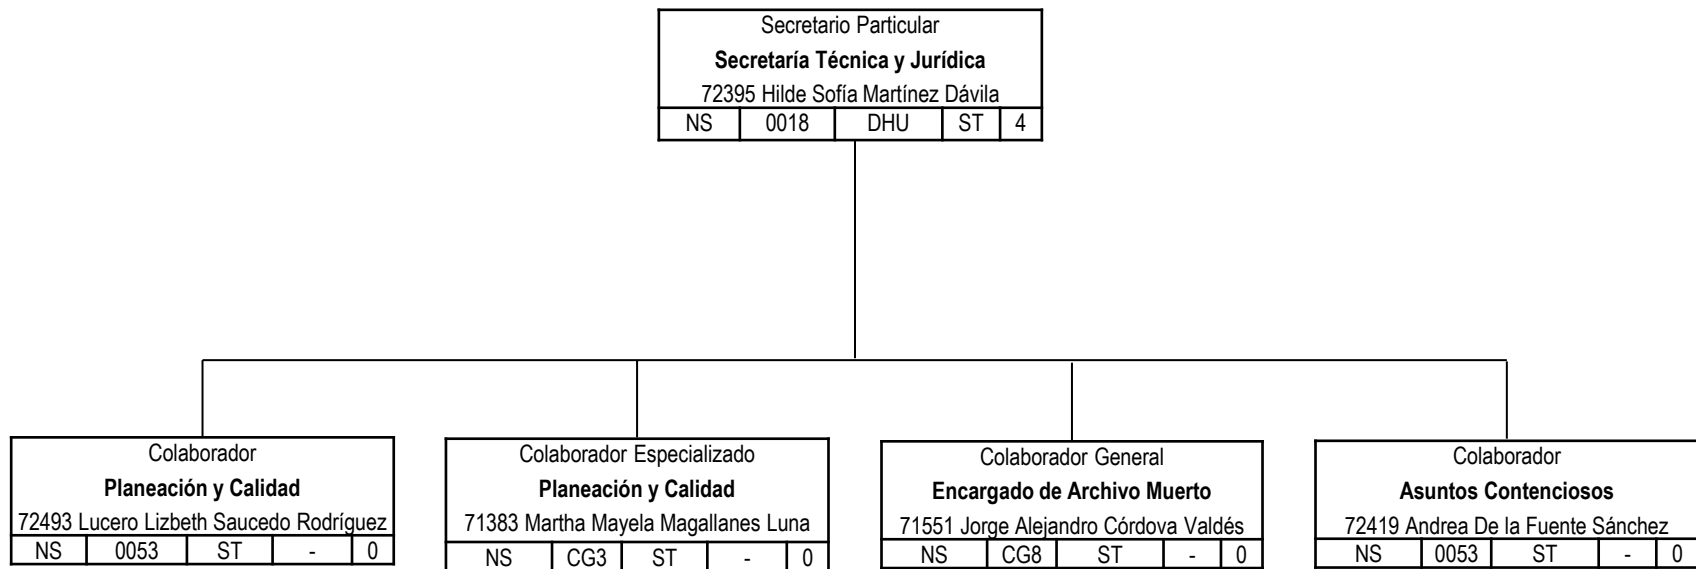 Secretario Particular
Secretaría Técnica y Jurídica
72395 Hilde Sofía Martínez Dávila
NS 0018 DHU ST 4
Colaborador
Planeación y Calidad
72493 Lucero Lizbeth Saucedo Rodríguez
NS 0053 ST - 0
Colaborador Especializado
Planeación y Calidad
71383 Martha Mayela Magallanes Luna
NS CG3 ST - 0
Colaborador General
Encargado de Archivo Muerto
71551 Jorge Alejandro Córdova Valdés
NS CG8 ST - 0
Colaborador
Asuntos Contenciosos
72419 Andrea De la Fuente Sánchez
NS 0053 ST - 0